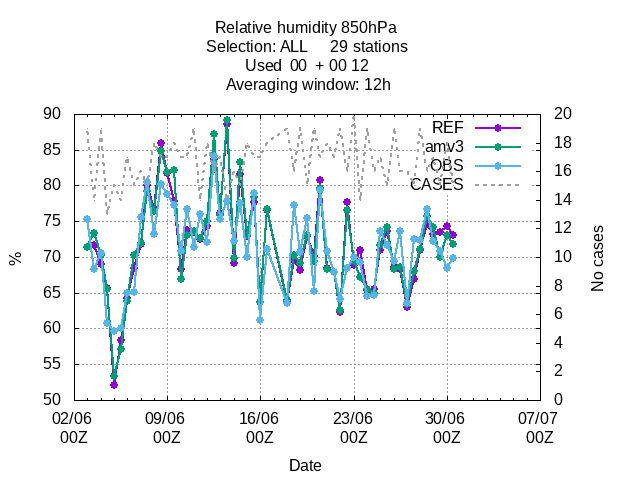 Relative humidity 850hPa
Selection: ALL 29 stations
Used 00 + 00 12
Averaging window: 12h
90 20
REF
85 18
amv3
80 16
OBS
75 14
CASES
70 12
65 10
60 8
55 6
50 4
2
0
%
No cases
02/06 09/06 16/06 23/06 30/06 07/07
00Z 00Z 00Z 00Z 00Z 00Z
Date